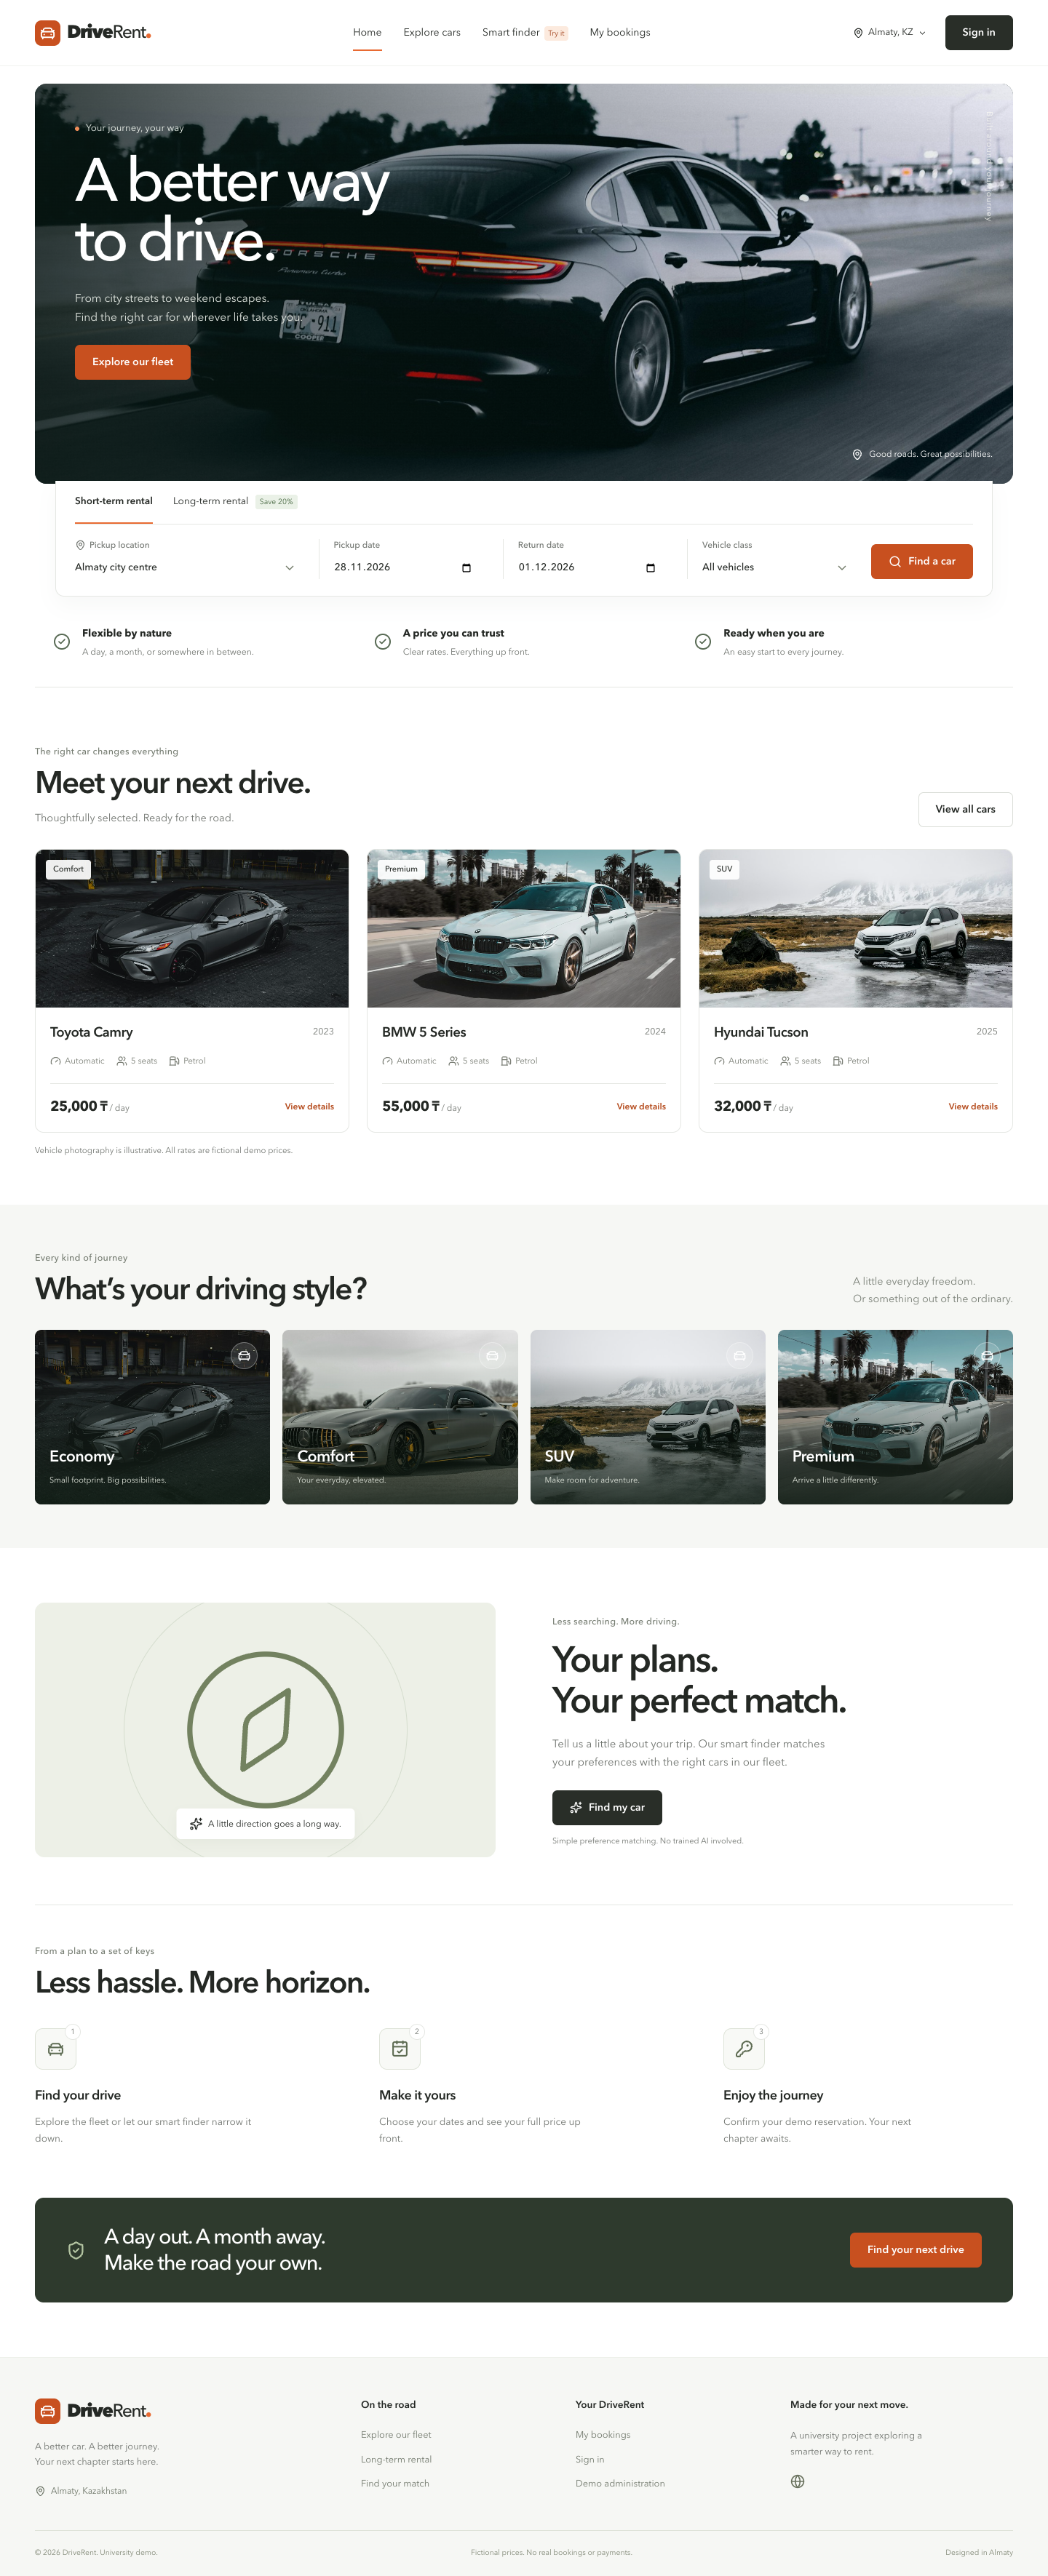 DriveRent.
Home
Explore cars
Smart finder Try it
My bookings
Almaty, KZ
Sign in
Your journey, your way
A better way
to drive.
PORSCHE
Panamera turbo
From city streets to weekend escapes.
Find the right car for wherever life takes you.
911
COOPER
Explore our fleet
Good roads. Great possibilities.
Short-term rental
Long-term rental Save 20%
Pickup location
Almaty city centre
Pickup date
28.11.2026
Return date
01.12.2026
Vehicle class
All vehicles
Find a car
Flexible by nature
A day, a month, or somewhere in between.
A price you can trust
Clear rates. Everything up front.
Ready when you are
An easy start to every journey.
The right car changes everything
Meet your next drive.
Thoughtfully selected. Ready for the road.
View all cars
Comfort
Toyota Camry 2023
Automatic 5 seats Petrol
25,000 ₸ / day View details
Premium
BMW 5 Series 2024
Automatic 5 seats Petrol
55,000 ₸ / day View details
SUV
Hyundai Tucson 2025
Automatic 5 seats Petrol
32,000 ₸ / day View details
Vehicle photography is illustrative. All rates are fictional demo prices.
Every kind of journey
What's your driving style?
A little everyday freedom.
Or something out of the ordinary.
Economy
Small footprint. Big possibilities.
Comfort
Your everyday, elevated.
SUV
Make room for adventure.
Premium
Arrive a little differently.
A little direction goes a long way.
Less searching. More driving.
Your plans.
Your perfect match.
Tell us a little about your trip. Our smart finder matches
your preferences with the right cars in our fleet.
Find my car
Simple preference matching. No trained AI involved.
From a plan to a set of keys
Less hassle. More horizon.
1
Find your drive
Explore the fleet or let our smart finder narrow it
down.
2
Make it yours
Choose your dates and see your full price up
front.
3
Enjoy the journey
Confirm your demo reservation. Your next
chapter awaits.
A day out. A month away.
Make the road your own.
Find your next drive
DriveRent.
A better car. A better journey.
Your next chapter starts here.
Almaty, Kazakhstan
On the road
Explore our fleet
Long-term rental
Find your match
Your DriveRent
My bookings
Sign in
Demo administration
Made for your next move.
A university project exploring a
smarter way to rent.
© 2026 DriveRent. University demo.
Fictional prices. No real bookings or payments.
Designed in Almaty